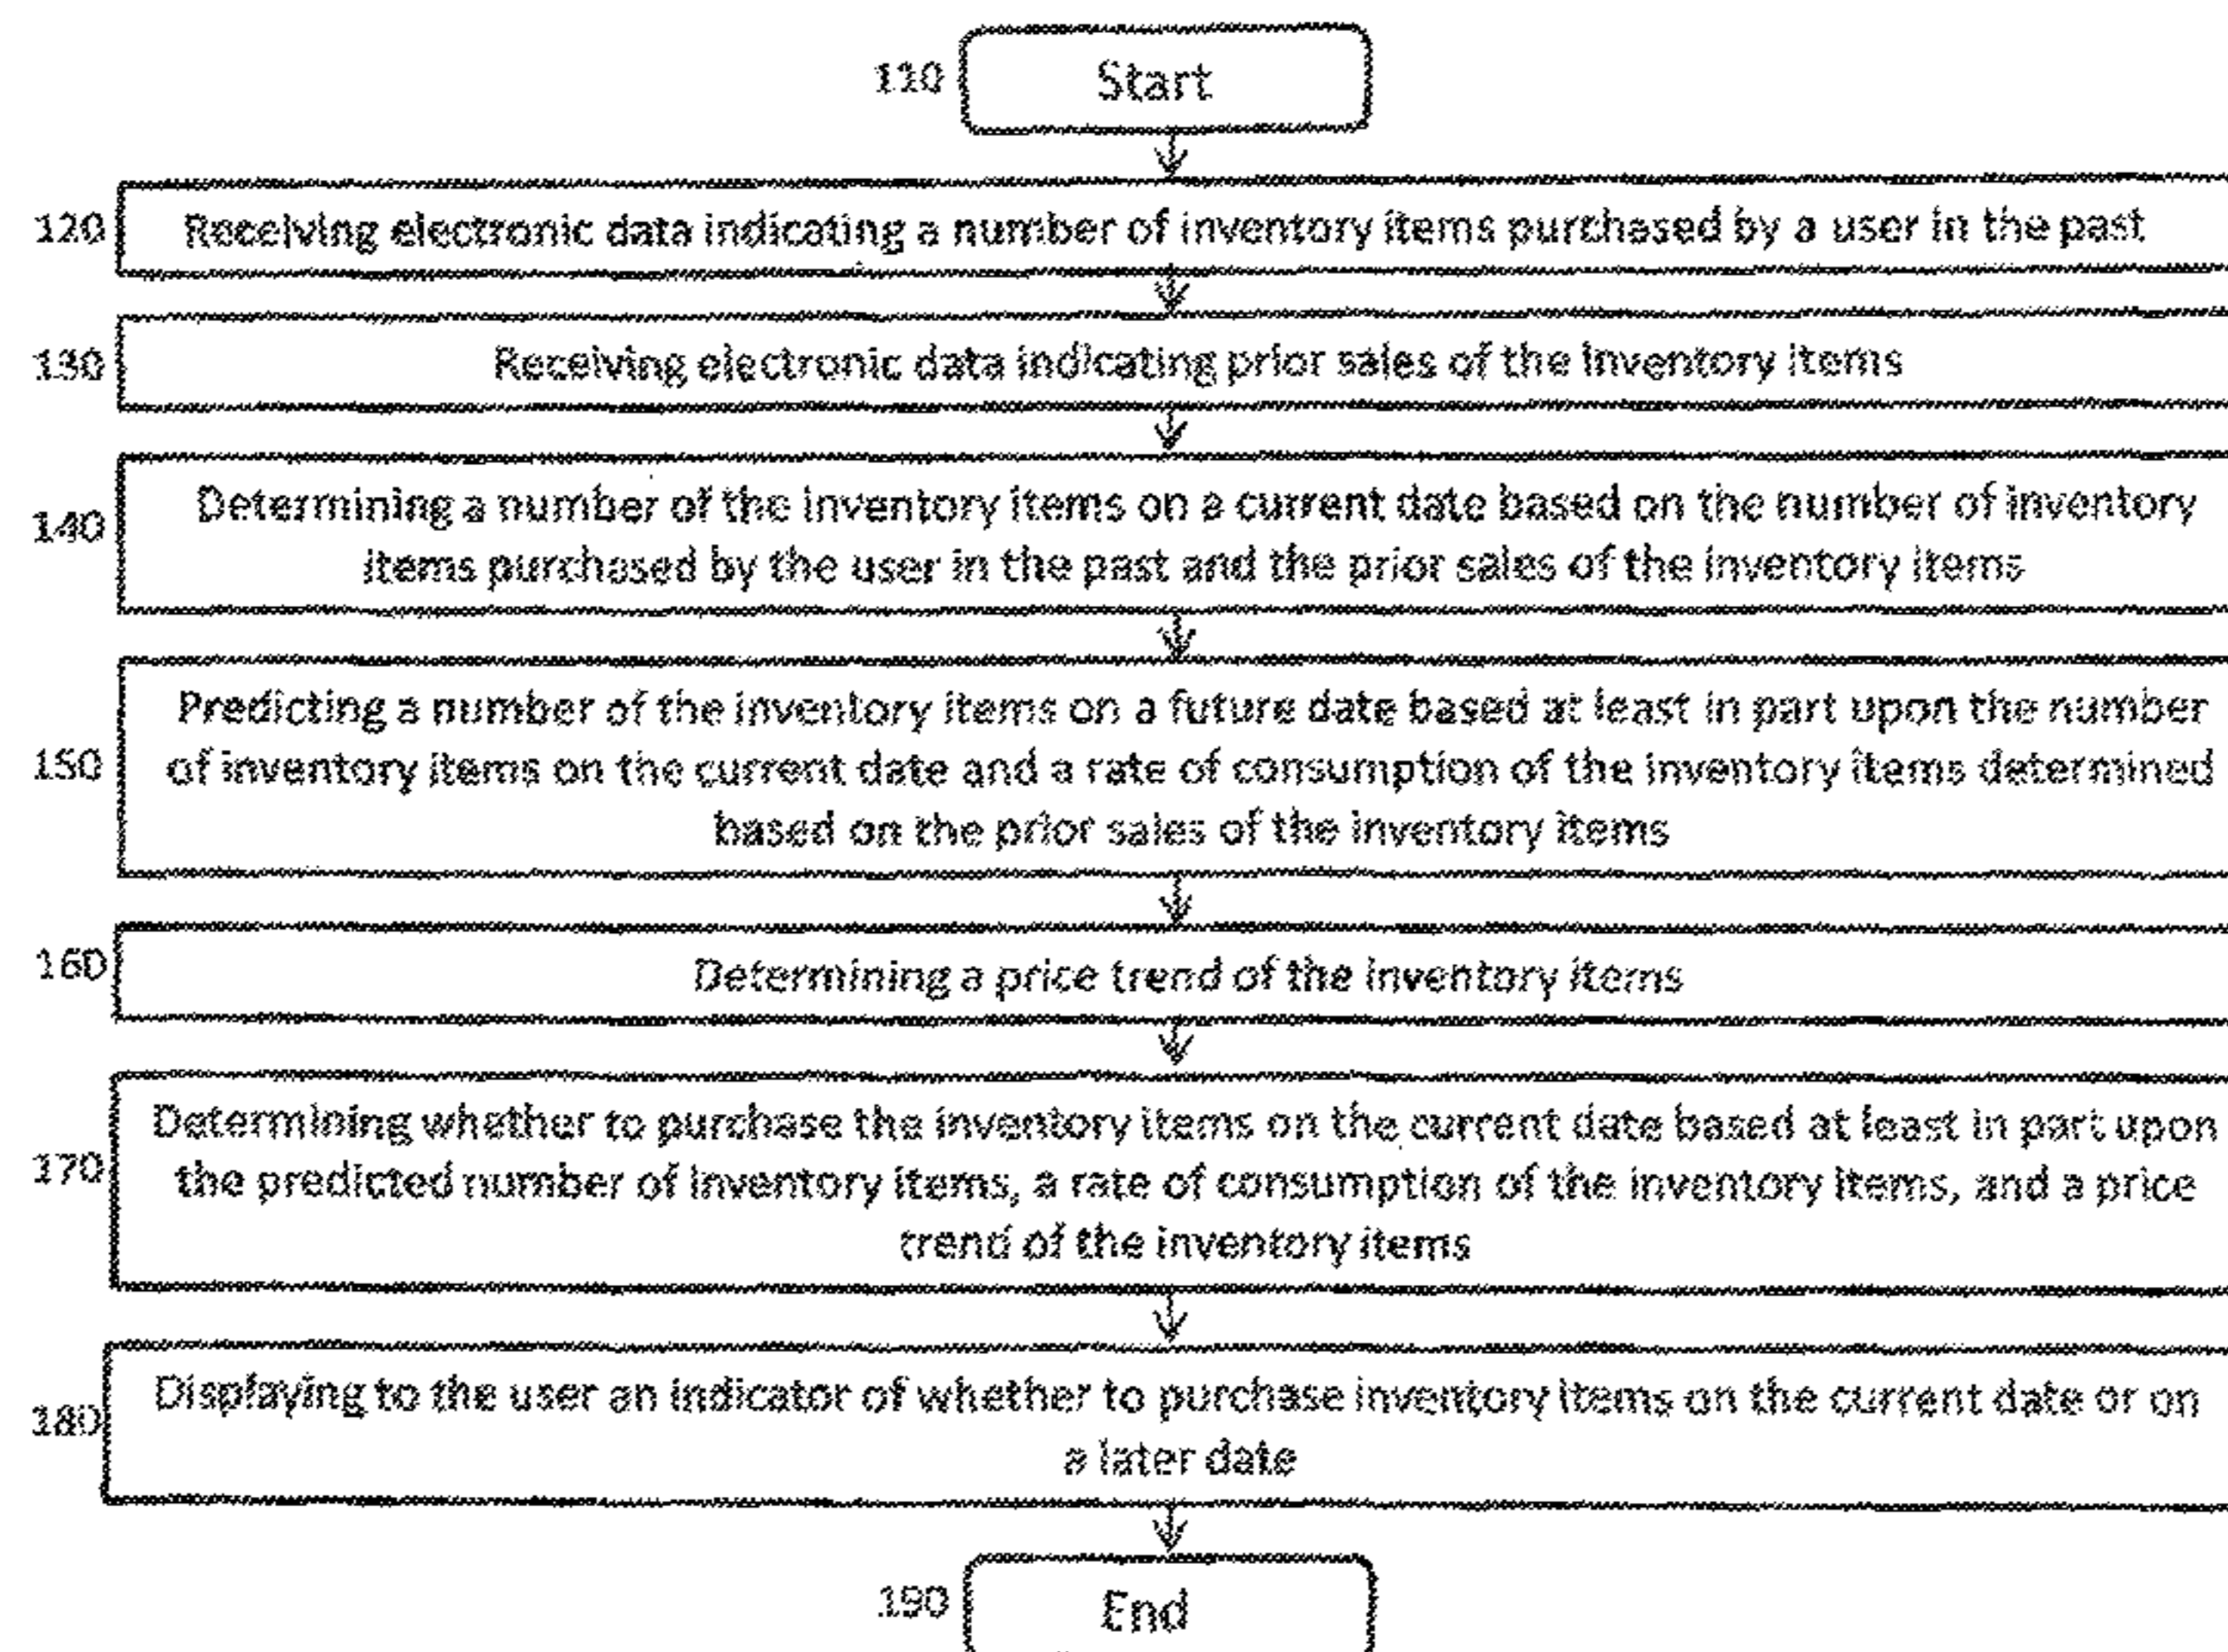 110 Start
120 Receiving electronic data indicating a number of inventory items purchased by a user in the past
130 Receiving electronic data indicating prior sales of the inventory items
140 Determining a number of the inventory items on a current date based on the number of inventory
items purchased by the user in the past and the prior sales of the inventory items
Predicting a number of the inventory items on a future date based at least in part upon the number
150 of inventory items on the current date and a rate of consumption of the inventory items determined
based on the prior sales of the inventory items
160 Determining a price trend of the inventory items
Determining whether to purchase the inventory items on the current date based at least in part upon
170 the predicted number of inventory items, a rate of consumption of the inventory items, and a price
trend of the inventory items
180 Displaying to the user an indicator of whether to purchase inventory items on the current date or on
a later date
190 End